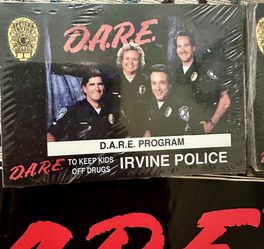 D.A.R.E.
D.A.R.E. PROGRAM
D.A.R.E. TO KEEP KIDS
OFF DRUGS
IRVINE POLICE
D.A.R.E.